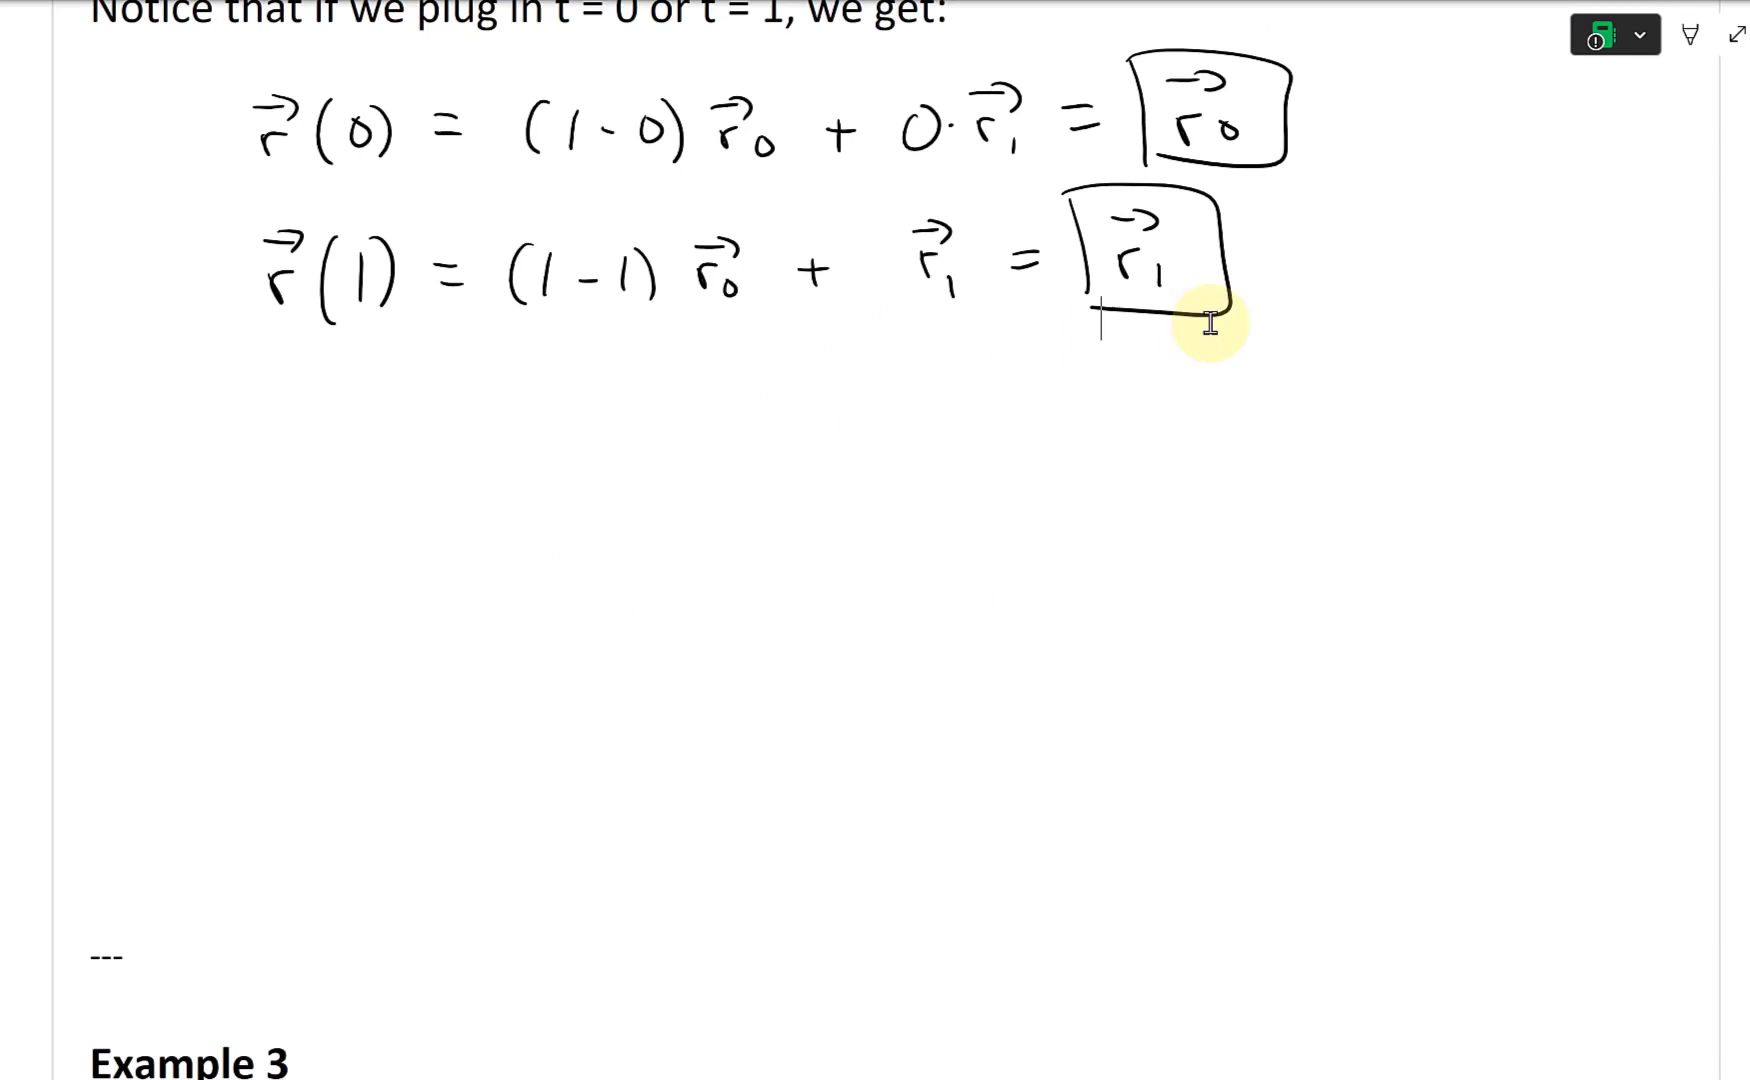 Notice that if we plug in t = 0 or t = 1, we get:
r⃗(0) = (1 - 0) r⃗₀ + 0 · r⃗₁ = r⃗₀
r⃗(1) = (1 - 1) r⃗₀ + r⃗₁ = r⃗₁
---
Example 3